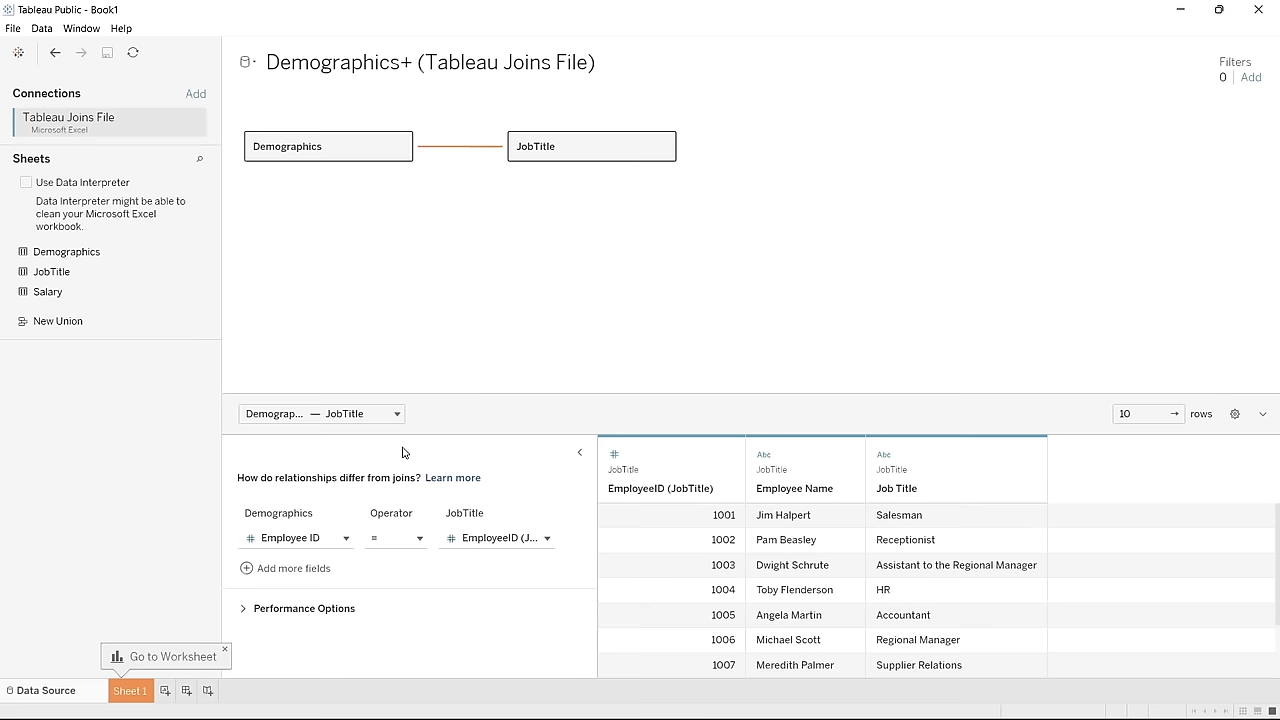 Tableau Public - Book1
File Data Window Help
Connections Add
Tableau Joins File
Microsoft Excel
Sheets
Use Data Interpreter
Data Interpreter might be able to
clean your Microsoft Excel
workbook.
Demographics
JobTitle
Salary
New Union
Demographics+ (Tableau Joins File)
Filters
0 | Add
Demographics
JobTitle
Demograp... — JobTitle
10 → rows
How do relationships differ from joins? Learn more
Demographics Operator JobTitle
# Employee ID = # EmployeeID (J...
Add more fields
Performance Options
# Abc Abc
JobTitle JobTitle JobTitle
EmployeeID (JobTitle) Employee Name Job Title
1001 Jim Halpert Salesman
1002 Pam Beasley Receptionist
1003 Dwight Schrute Assistant to the Regional Manager
1004 Toby Flenderson HR
1005 Angela Martin Accountant
1006 Michael Scott Regional Manager
1007 Meredith Palmer Supplier Relations
Go to Worksheet
Data Source Sheet 1